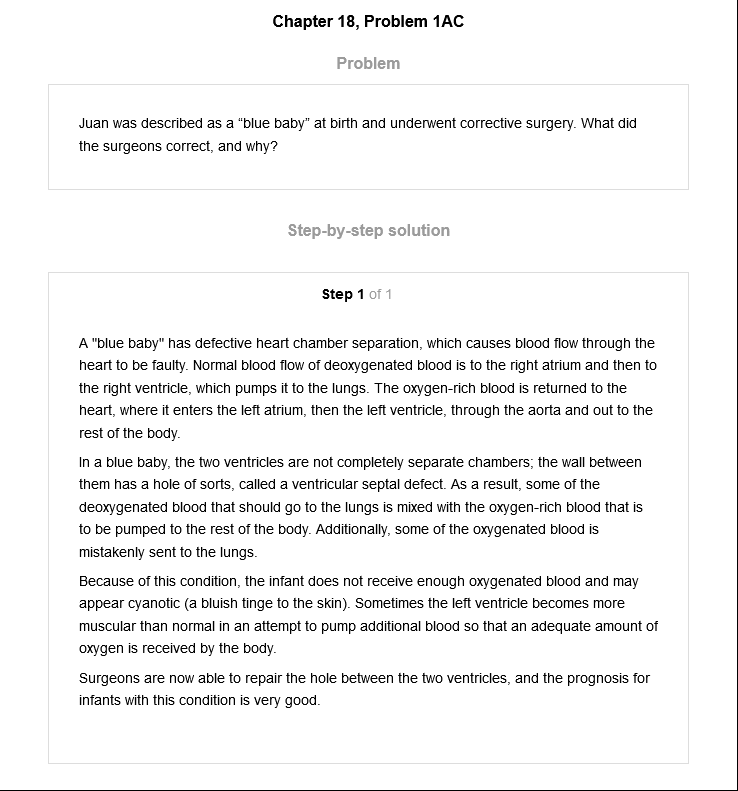 Chapter 18, Problem 1AC
Problem
Juan was described as a “blue baby” at birth and underwent corrective surgery. What did
the surgeons correct, and why?
Step-by-step solution
Step 1 of 1
A "blue baby" has defective heart chamber separation, which causes blood flow through the
heart to be faulty. Normal blood flow of deoxygenated blood is to the right atrium and then to
the right ventricle, which pumps it to the lungs. The oxygen-rich blood is returned to the
heart, where it enters the left atrium, then the left ventricle, through the aorta and out to the
rest of the body.
In a blue baby, the two ventricles are not completely separate chambers; the wall between
them has a hole of sorts, called a ventricular septal defect. As a result, some of the
deoxygenated blood that should go to the lungs is mixed with the oxygen-rich blood that is
to be pumped to the rest of the body. Additionally, some of the oxygenated blood is
mistakenly sent to the lungs.
Because of this condition, the infant does not receive enough oxygenated blood and may
appear cyanotic (a bluish tinge to the skin). Sometimes the left ventricle becomes more
muscular than normal in an attempt to pump additional blood so that an adequate amount of
oxygen is received by the body.
Surgeons are now able to repair the hole between the two ventricles, and the prognosis for
infants with this condition is very good.